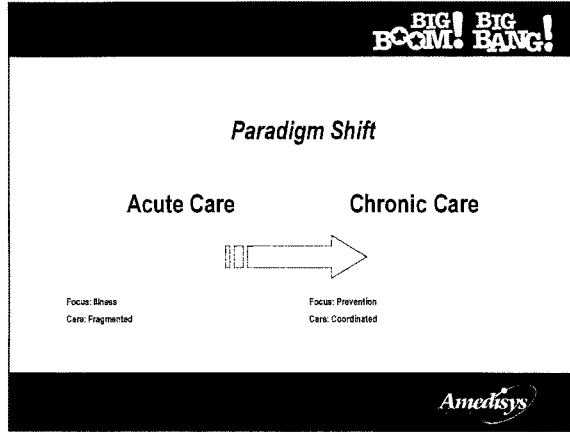 BIG BIG
BOOM! BANG!
Paradigm Shift
Acute Care Chronic Care
Focus: Illness Focus: Prevention
Care: Fragmented Care: Coordinated
Amedisys